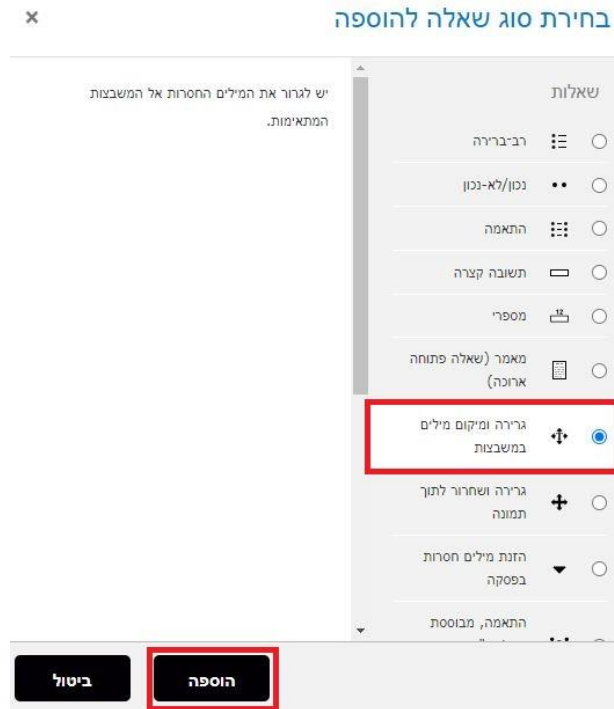 בחירת סוג שאלה להוספה
×
שאלות
רב־ברירה
נכון/לא-נכון
התאמה
תשובה קצרה
12
מספרי
מאמר (שאלה פתוחה
ארוכה)
גרירה ומיקום מילים
במשבצות
גרירה ושחרור לתוך
תמונה
הזנת מילים חסרות
בפסקה
התאמה, מבוססת
יש לגרור את המילים החסרות אל המשבצות
המתאימות.
הוספה
ביטול